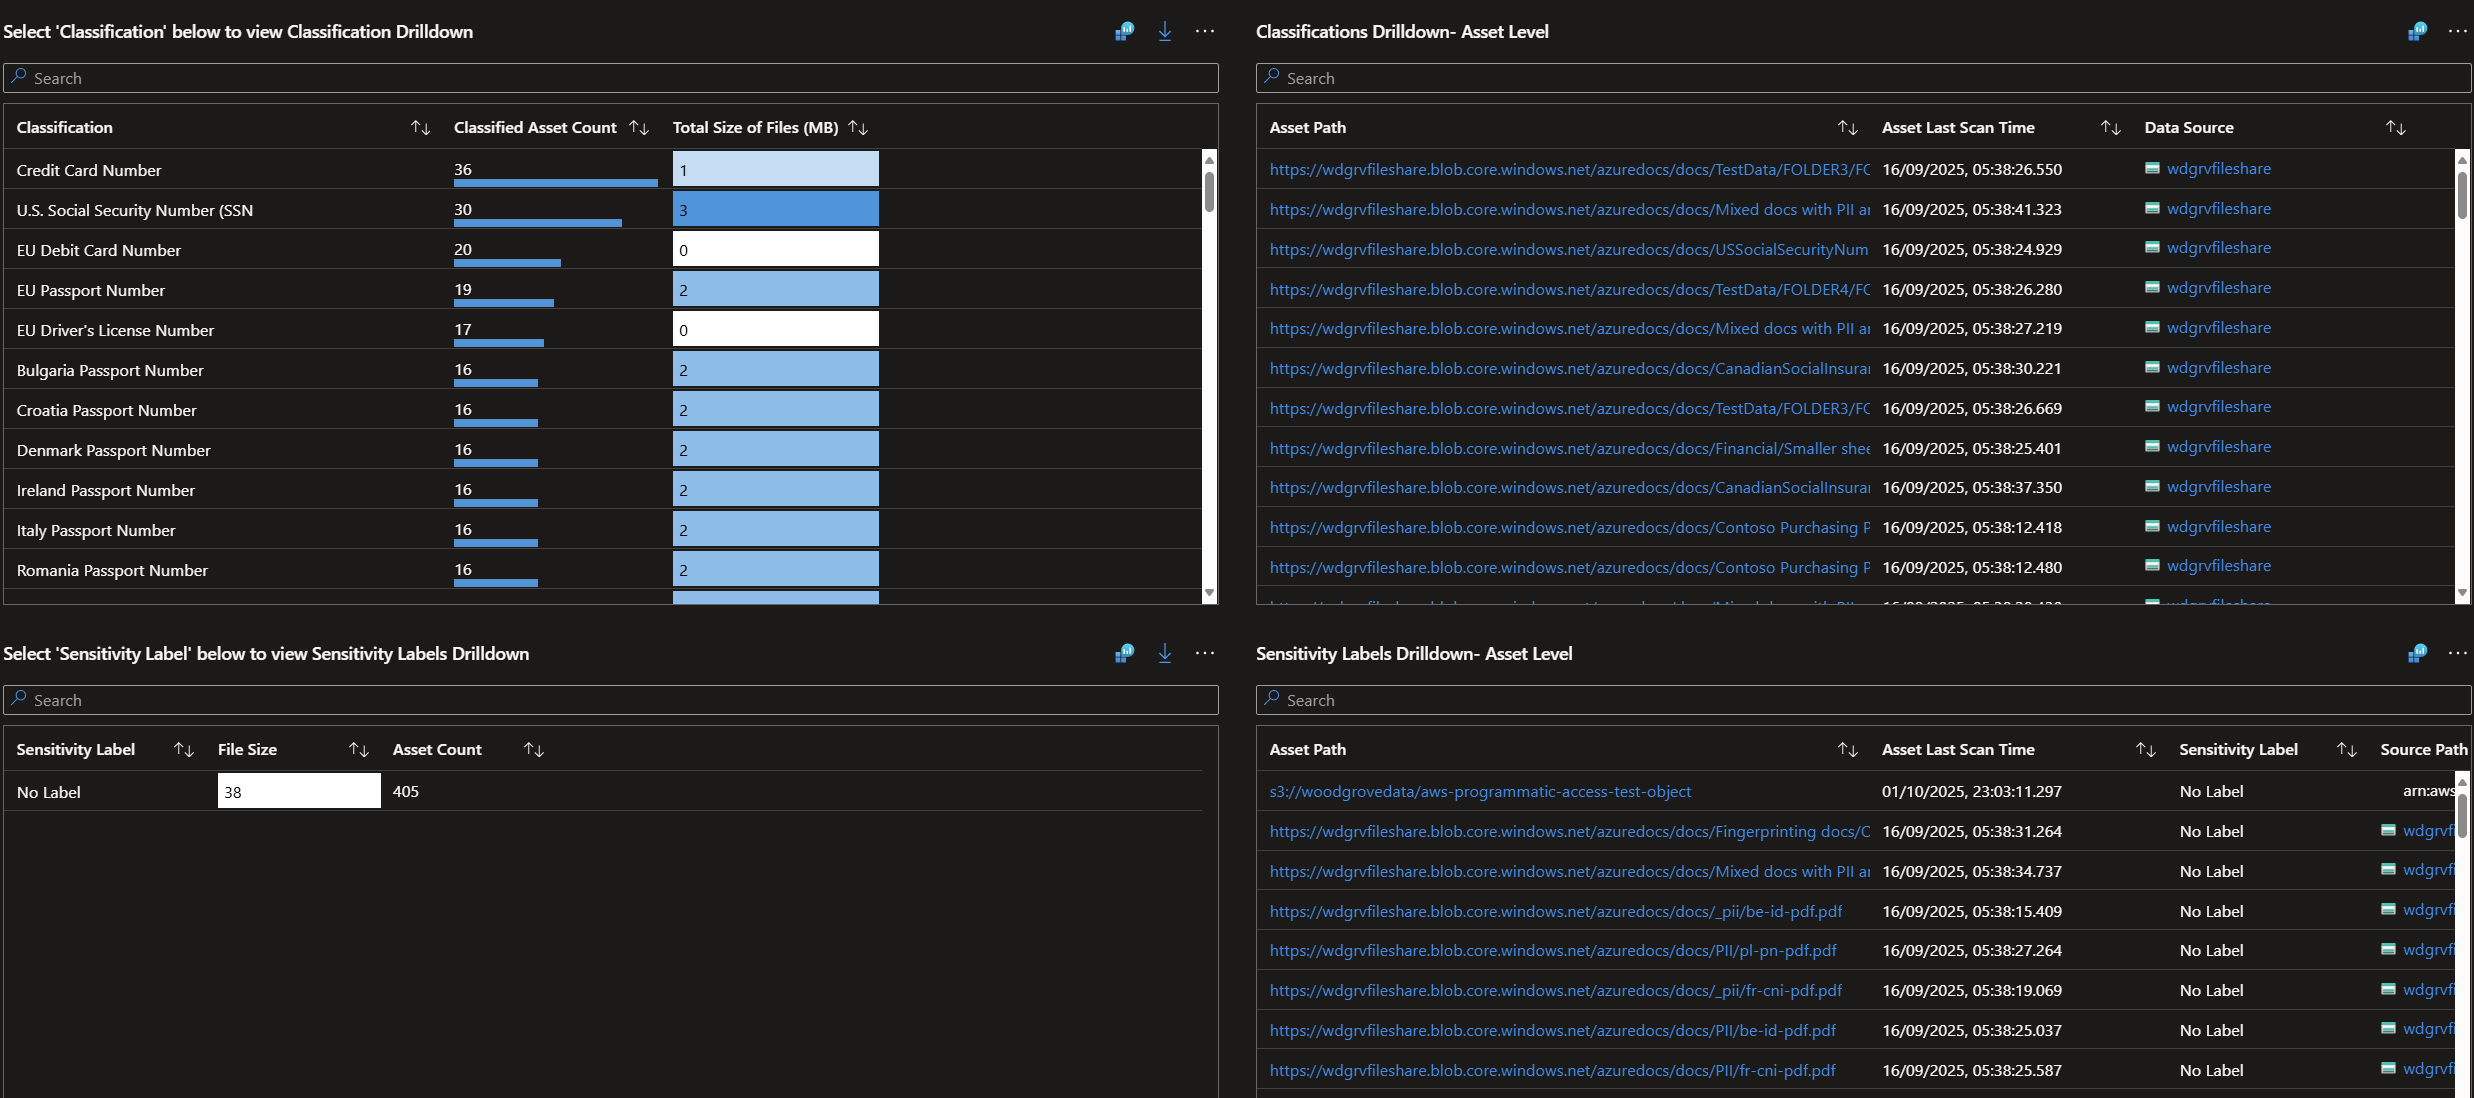 Select 'Classification' below to view Classification Drilldown
Search
Classification Classified Asset Count Total Size of Files (MB)
Credit Card Number 36 1
U.S. Social Security Number (SSN 30 3
EU Debit Card Number 20 0
EU Passport Number 19 2
EU Driver's License Number 17 0
Bulgaria Passport Number 16 2
Croatia Passport Number 16 2
Denmark Passport Number 16 2
Ireland Passport Number 16 2
Italy Passport Number 16 2
Romania Passport Number 16 2
Classifications Drilldown- Asset Level
Search
Asset Path Asset Last Scan Time Data Source
https://wdgrvfileshare.blob.core.windows.net/azuredocs/docs/TestData/FOLDER3/FC 16/09/2025, 05:38:26.550 wdgrvfileshare
https://wdgrvfileshare.blob.core.windows.net/azuredocs/docs/Mixed docs with PII ar 16/09/2025, 05:38:41.323 wdgrvfileshare
https://wdgrvfileshare.blob.core.windows.net/azuredocs/docs/USSocialSecurityNum 16/09/2025, 05:38:24.929 wdgrvfileshare
https://wdgrvfileshare.blob.core.windows.net/azuredocs/docs/TestData/FOLDER4/FC 16/09/2025, 05:38:26.280 wdgrvfileshare
https://wdgrvfileshare.blob.core.windows.net/azuredocs/docs/Mixed docs with PII ar 16/09/2025, 05:38:27.219 wdgrvfileshare
https://wdgrvfileshare.blob.core.windows.net/azuredocs/docs/CanadianSocialInsurar 16/09/2025, 05:38:30.221 wdgrvfileshare
https://wdgrvfileshare.blob.core.windows.net/azuredocs/docs/TestData/FOLDER3/FC 16/09/2025, 05:38:26.669 wdgrvfileshare
https://wdgrvfileshare.blob.core.windows.net/azuredocs/docs/Financial/Smaller shee 16/09/2025, 05:38:25.401 wdgrvfileshare
https://wdgrvfileshare.blob.core.windows.net/azuredocs/docs/CanadianSocialInsurar 16/09/2025, 05:38:37.350 wdgrvfileshare
https://wdgrvfileshare.blob.core.windows.net/azuredocs/docs/Contoso Purchasing P 16/09/2025, 05:38:12.418 wdgrvfileshare
https://wdgrvfileshare.blob.core.windows.net/azuredocs/docs/Contoso Purchasing P 16/09/2025, 05:38:12.480 wdgrvfileshare
Select 'Sensitivity Label' below to view Sensitivity Labels Drilldown
Search
Sensitivity Label File Size Asset Count
No Label 38 405
Sensitivity Labels Drilldown- Asset Level
Search
Asset Path Asset Last Scan Time Sensitivity Label Source Path
s3://woodgrovedata/aws-programmatic-access-test-object 01/10/2025, 23:03:11.297 No Label arn:aws
https://wdgrvfileshare.blob.core.windows.net/azuredocs/docs/Fingerprinting docs/C 16/09/2025, 05:38:31.264 No Label wdgrvfi
https://wdgrvfileshare.blob.core.windows.net/azuredocs/docs/Mixed docs with PII ar 16/09/2025, 05:38:34.737 No Label wdgrvfi
https://wdgrvfileshare.blob.core.windows.net/azuredocs/docs/_pii/be-id-pdf.pdf 16/09/2025, 05:38:15.409 No Label wdgrvfi
https://wdgrvfileshare.blob.core.windows.net/azuredocs/docs/PII/pl-pn-pdf.pdf 16/09/2025, 05:38:27.264 No Label wdgrvfi
https://wdgrvfileshare.blob.core.windows.net/azuredocs/docs/_pii/fr-cni-pdf.pdf 16/09/2025, 05:38:19.069 No Label wdgrvfi
https://wdgrvfileshare.blob.core.windows.net/azuredocs/docs/PII/be-id-pdf.pdf 16/09/2025, 05:38:25.037 No Label wdgrvfi
https://wdgrvfileshare.blob.core.windows.net/azuredocs/docs/PII/fr-cni-pdf.pdf 16/09/2025, 05:38:25.587 No Label wdgrvfi